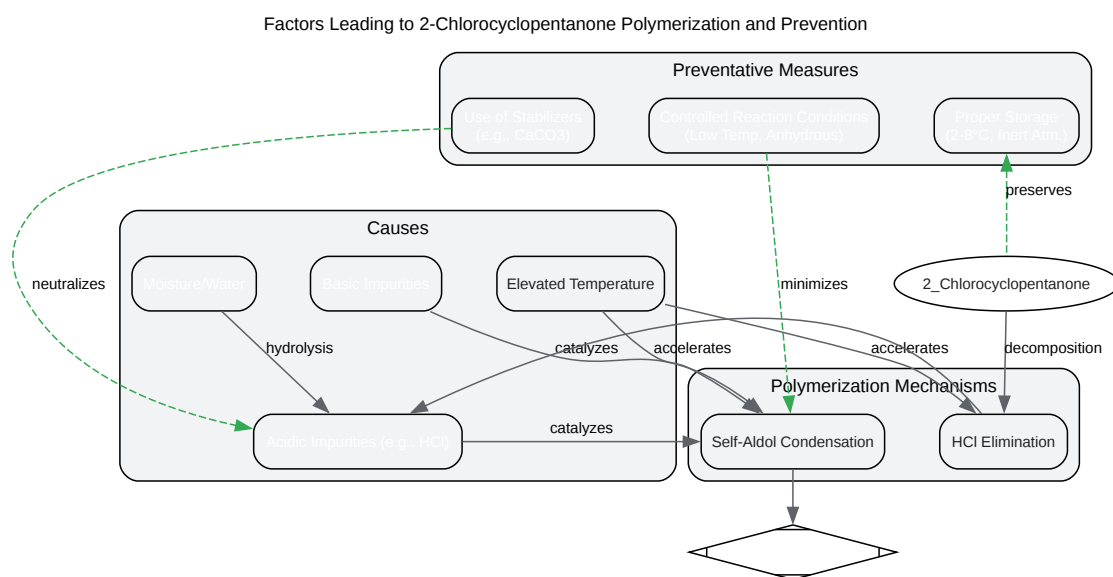 Factors Leading to 2-Chlorocyclopentanone Polymerization and Prevention
Preventative Measures
Use of Stabilizers
(e.g., CaCO3)
Controlled Reaction Conditions
(Low Temp, Anhydrous)
Proper Storage
(2-8°C, Inert Atm.)
preserves
Causes
neutralizes
Moisture/Water
Basic Impurities
Elevated Temperature
minimizes
2_Chlorocyclopentanone
hydrolysis
catalyzes
accelerates
accelerates
decomposition
Polymerization Mechanisms
Acidic Impurities (e.g., HCl)
catalyzes
Self-Aldol Condensation
HCl Elimination